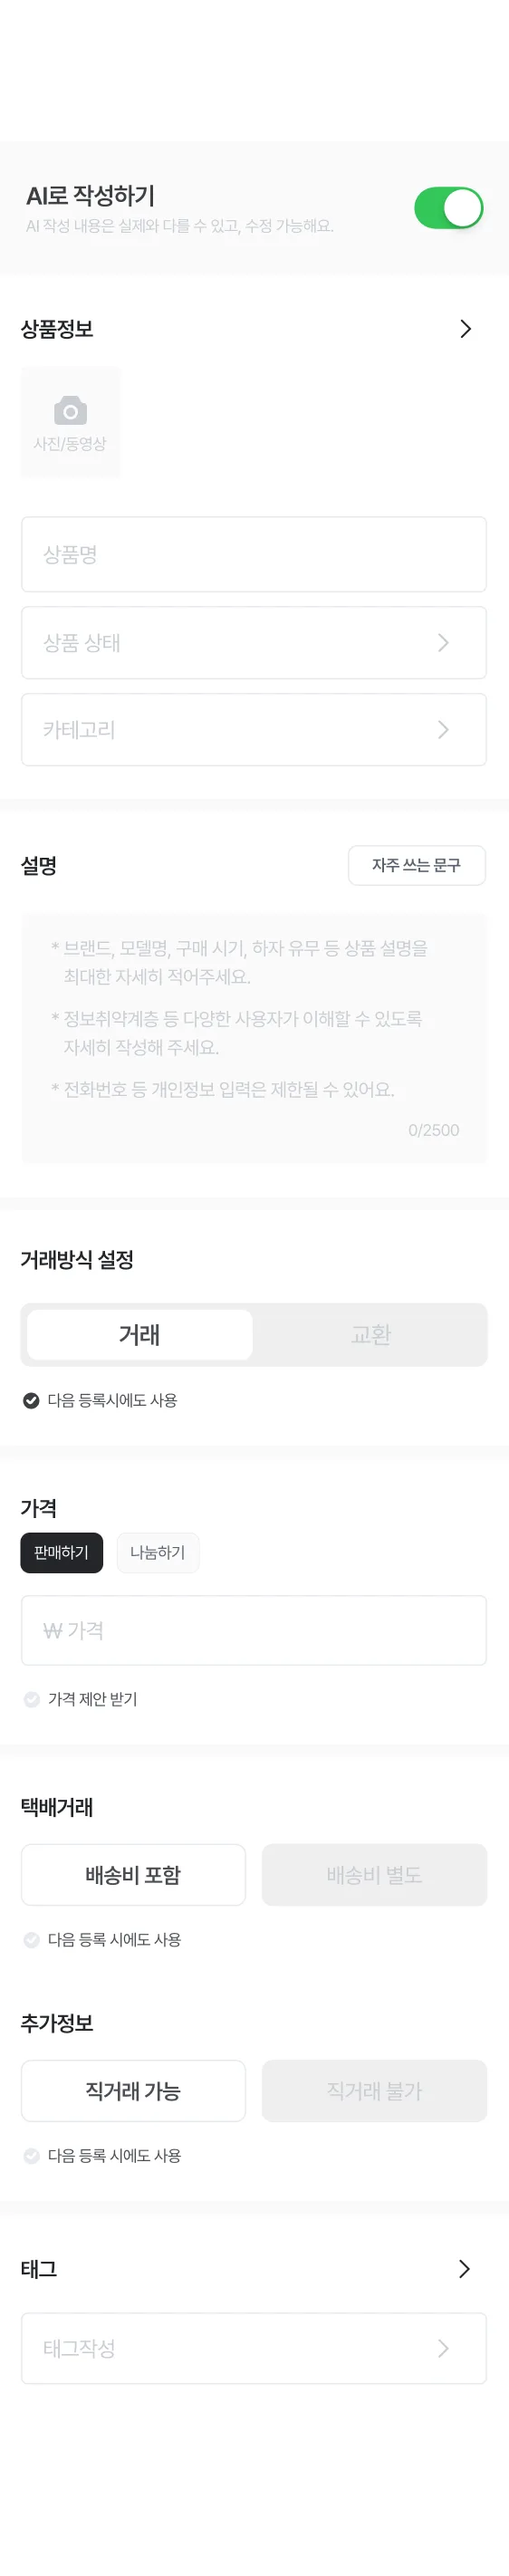 AI로 작성하기
AI 작성 내용은 실제와 다를 수 있고, 수정 가능해요.
상품정보
사진/동영상
상품명
상품 상태
카테고리
설명
자주 쓰는 문구
* 브랜드, 모델명, 구매 시기, 하자 유무 등 상품 설명을
최대한 자세히 적어주세요.
* 정보취약계층 등 다양한 사용자가 이해할 수 있도록
자세히 작성해 주세요.
* 전화번호 등 개인정보 입력은 제한될 수 있어요.
0/2500
거래방식 설정
거래 교환
다음 등록시에도 사용
가격
판매하기 나눔하기
₩ 가격
가격 제안 받기
택배거래
배송비 포함 배송비 별도
다음 등록 시에도 사용
추가정보
직거래 가능 직거래 불가
다음 등록 시에도 사용
태그
태그작성